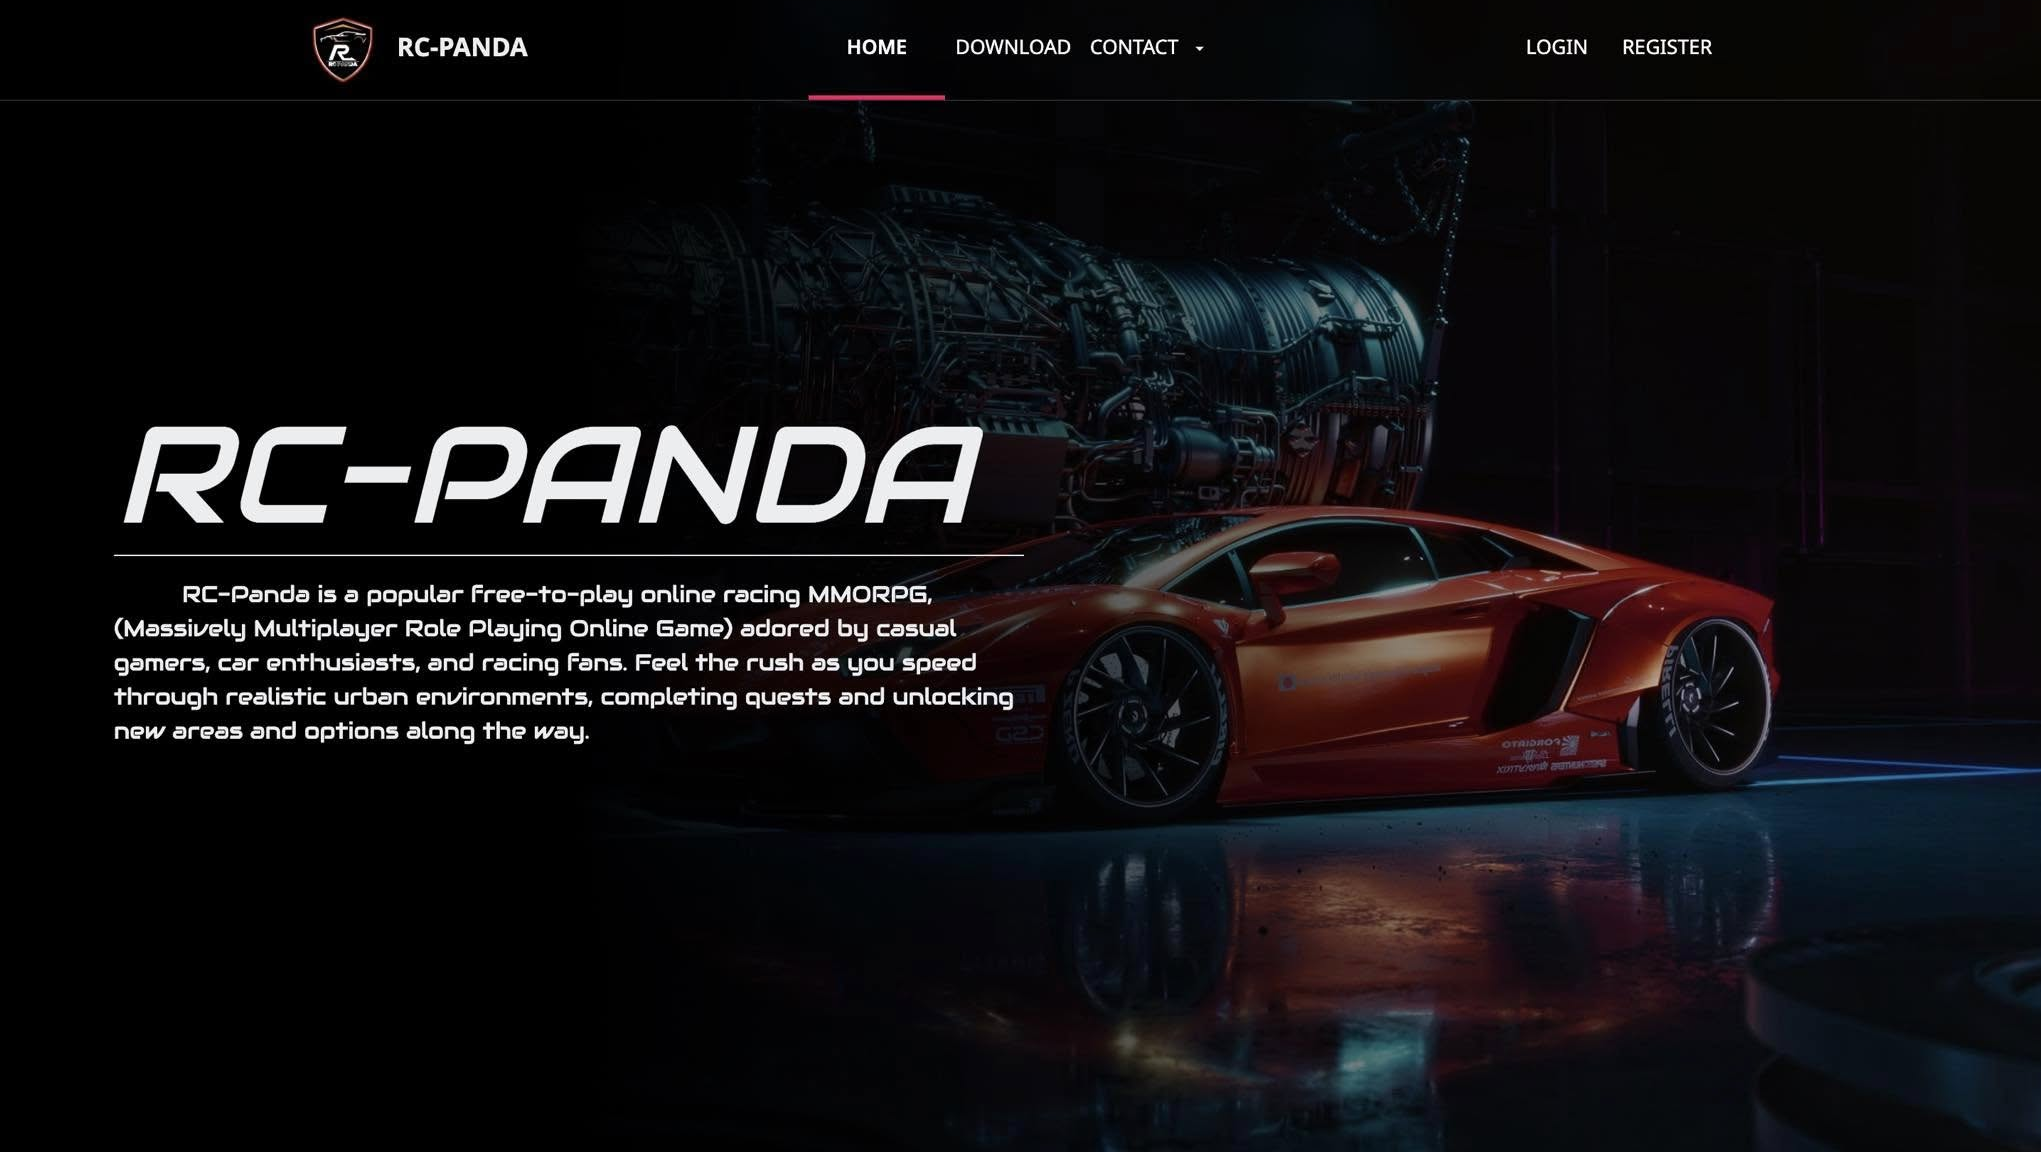 RC-PANDA
HOME
DOWNLOAD
CONTACT
LOGIN
REGISTER
RC-PANDA
RC-Panda is a popular free-to-play online racing MMORPG,
(Massively Multiplayer Role Playing Online Game) adored by casual
gamers, car enthusiasts, and racing fans. Feel the rush as you speed
through realistic urban environments, completing quests and unlocking
new areas and options along the way.